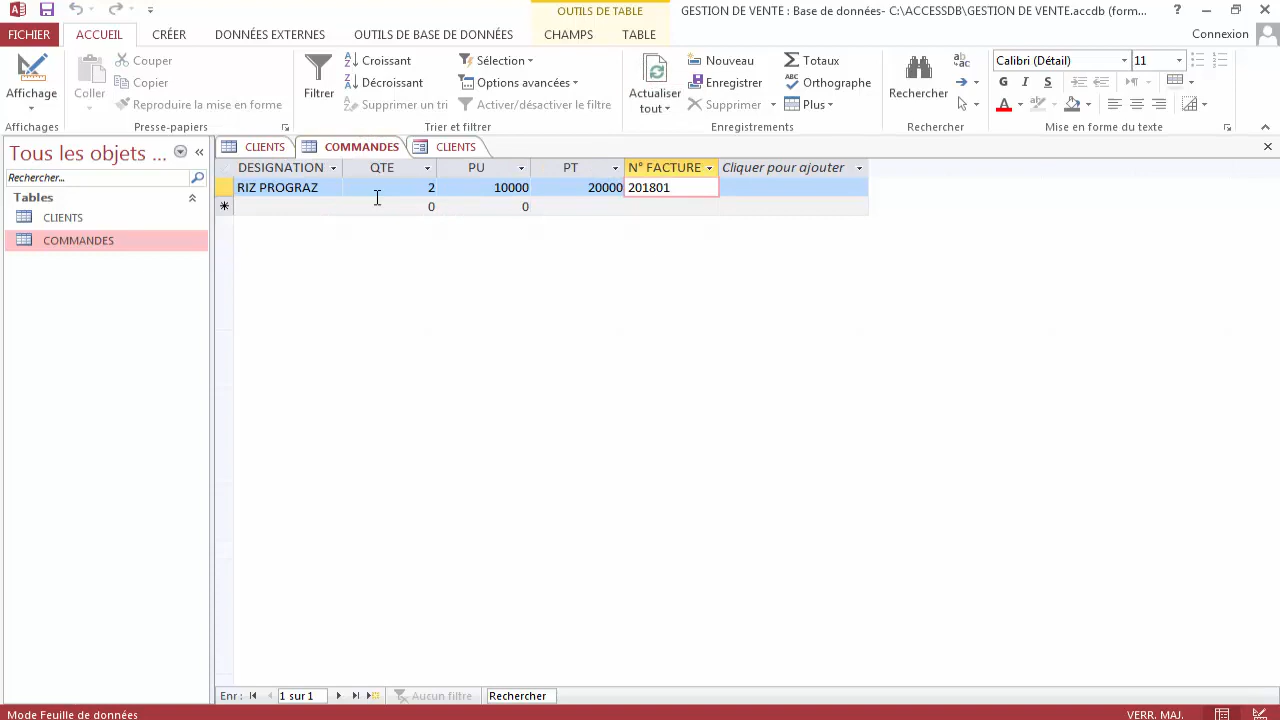 OUTILS DE TABLE
GESTION DE VENTE : Base de données- C:\ACCESSDB\GESTION DE VENTE.accdb (form...
?
FICHIER
ACCUEIL
CRÉER
DONNÉES EXTERNES
OUTILS DE BASE DE DONNÉES
CHAMPS
TABLE
Connexion
Affichage
Affichages
Coller
Couper
Copier
Reproduire la mise en forme
Presse-papiers
Filtrer
Croissant
Décroissant
Supprimer un tri
Sélection
Options avancées
Activer/désactiver le filtre
Trier et filtrer
Actualiser
tout
Nouveau
Enregistrer
Supprimer
Totaux
Orthographe
Plus
Enregistrements
Rechercher
Rechercher
Calibri (Détail)
11
G I S
Mise en forme du texte
Tous les objets ...
Rechercher...
Tables
CLIENTS
COMMANDES
CLIENTS
COMMANDES
CLIENTS
DESIGNATION QTE PU PT N° FACTURE Cliquer pour ajouter
RIZ PROGRAZ 2 10000 20000 201801
0 0
Enr : 1 sur 1 Aucun filtre Rechercher
Mode Feuille de données
VERR. MAJ.